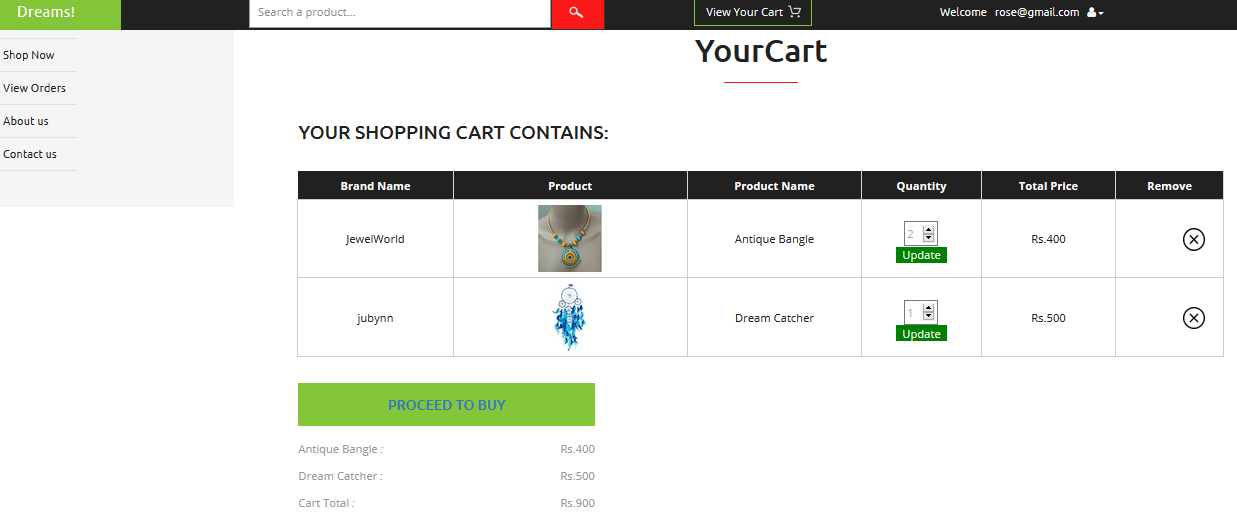 Dreams!
Search a product...
View Your Cart
Welcome rose@gmail.com
Shop Now
View Orders
About us
Contact us
YourCart
YOUR SHOPPING CART CONTAINS:
Brand Name Product Product Name Quantity Total Price Remove
JewelWorld Antique Bangle 2 Rs.400
Update
jubynn Dream Catcher 1 Rs.500
Update
PROCEED TO BUY
Antique Bangle : Rs.400
Dream Catcher : Rs.500
Cart Total : Rs.900